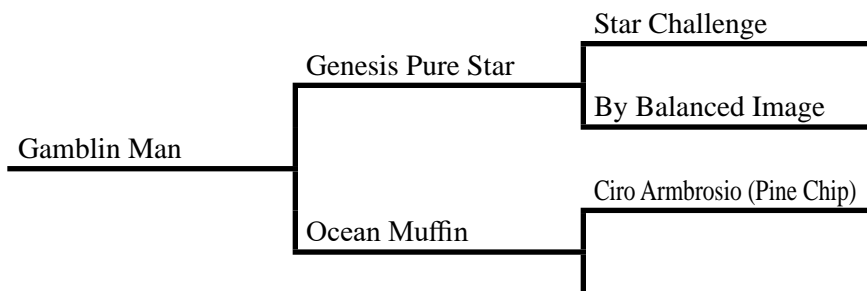 Star Challenge
Genesis Pure Star
By Balanced Image
Gamblin Man
Ciro Armbrosio (Pine Chip)
Ocean Muffin